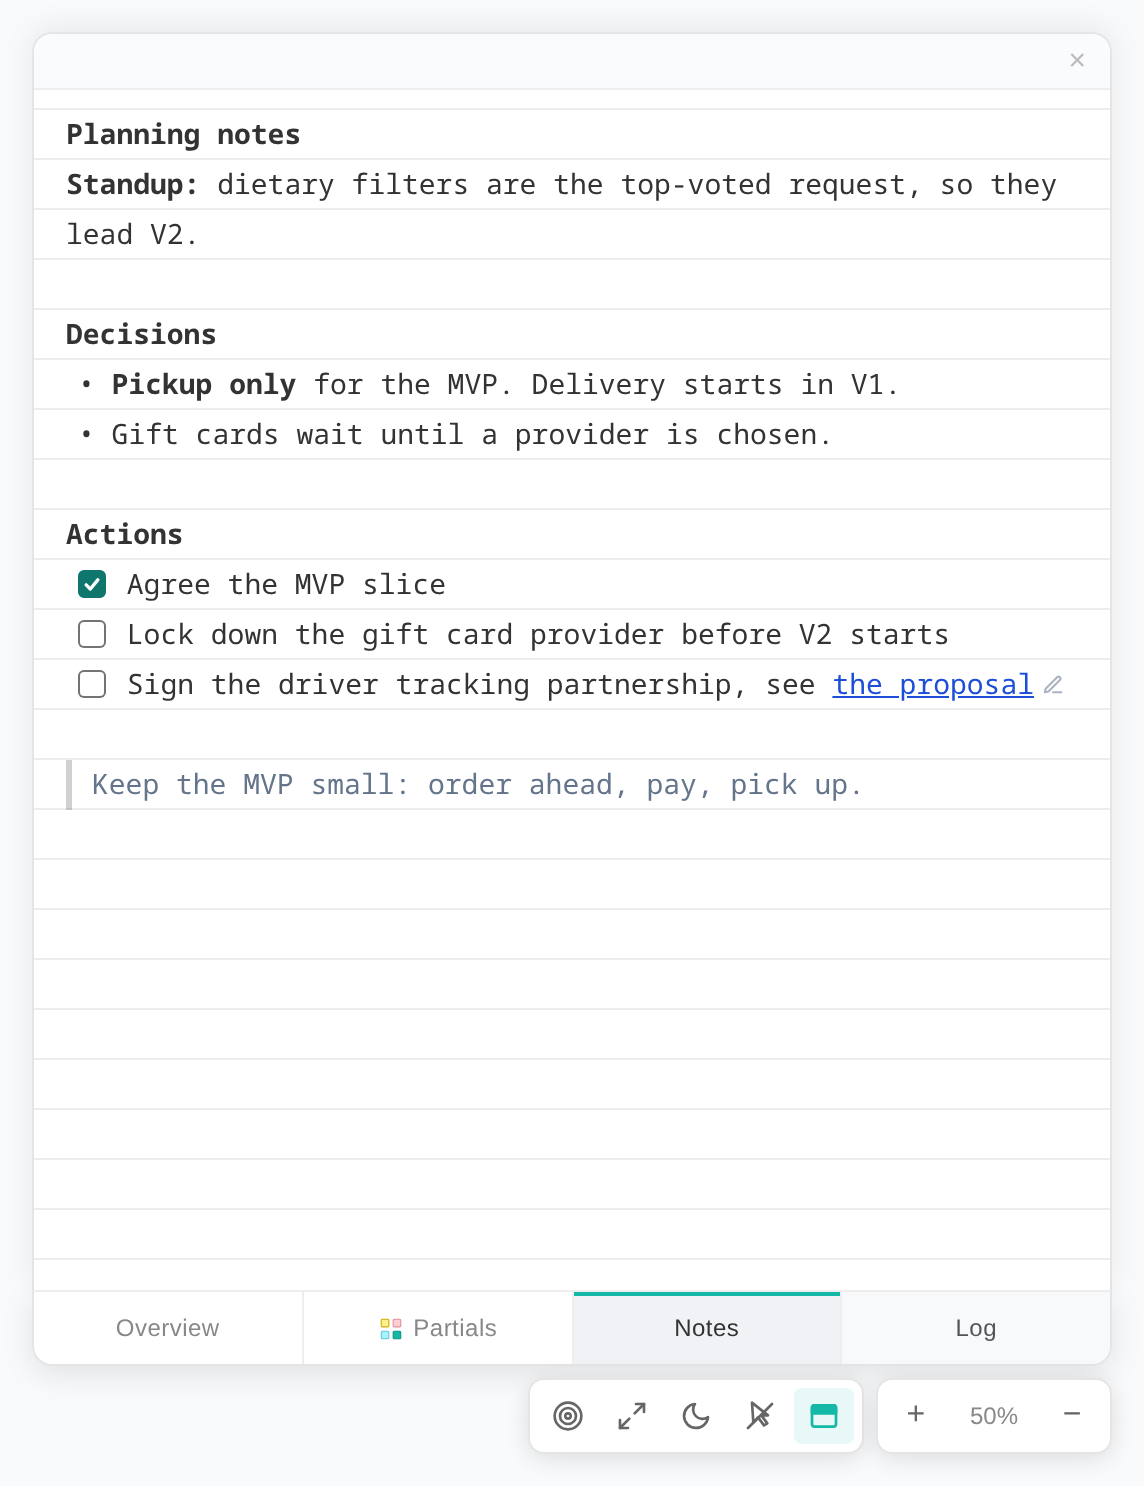 Planning notes
Standup: dietary filters are the top-voted request, so they
lead V2.
Decisions
• Pickup only for the MVP. Delivery starts in V1.
• Gift cards wait until a provider is chosen.
Actions
Agree the MVP slice
Lock down the gift card provider before V2 starts
Sign the driver tracking partnership, see the proposal
Keep the MVP small: order ahead, pay, pick up.
Overview Partials Notes Log
+ 50% −